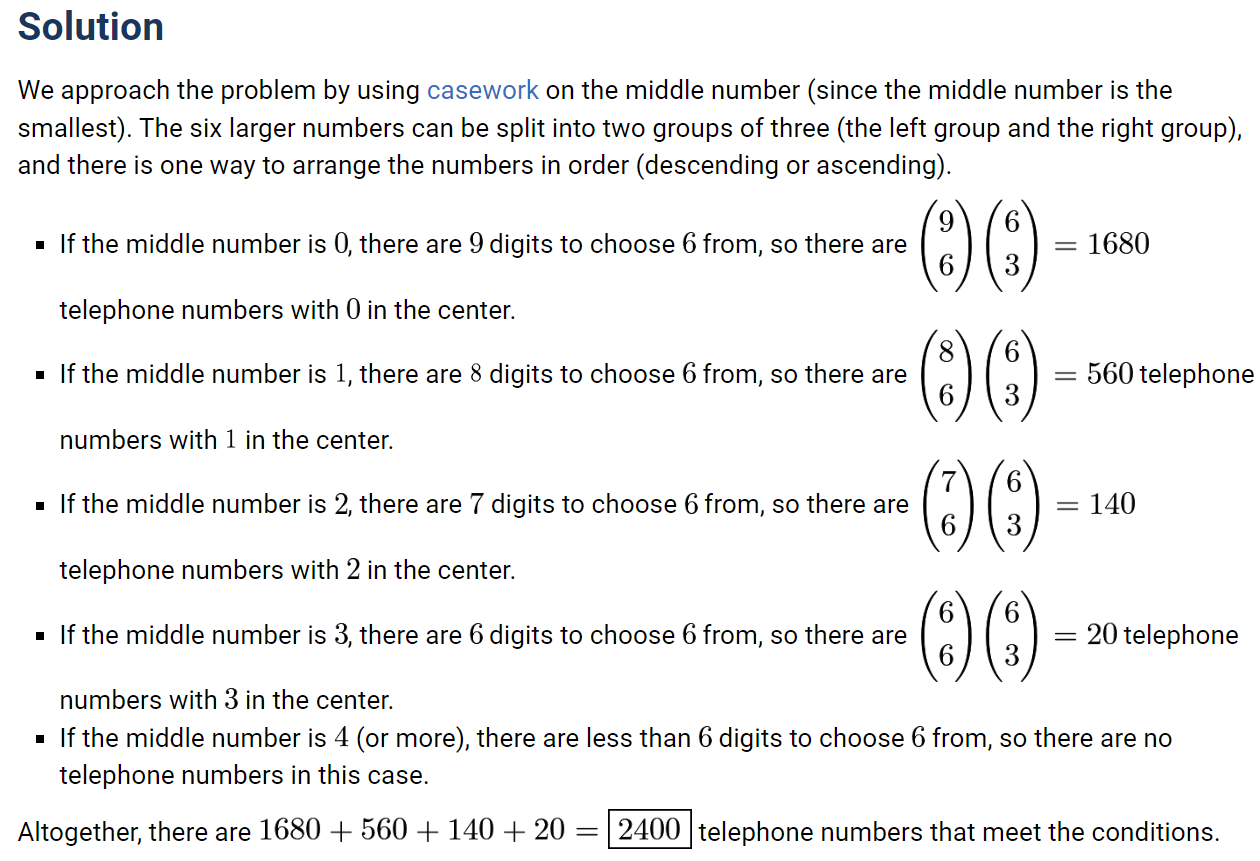 Solution
We approach the problem by using casework on the middle number (since the middle number is the
smallest). The six larger numbers can be split into two groups of three (the left group and the right group),
and there is one way to arrange the numbers in order (descending or ascending).
▪ If the middle number is 0, there are 9 digits to choose 6 from, so there are $\binom{9}{6}\binom{6}{3} = 1680$
telephone numbers with 0 in the center.
▪ If the middle number is 1, there are 8 digits to choose 6 from, so there are $\binom{8}{6}\binom{6}{3} = 560$ telephone
numbers with 1 in the center.
▪ If the middle number is 2, there are 7 digits to choose 6 from, so there are $\binom{7}{6}\binom{6}{3} = 140$
telephone numbers with 2 in the center.
▪ If the middle number is 3, there are 6 digits to choose 6 from, so there are $\binom{6}{6}\binom{6}{3} = 20$ telephone
numbers with 3 in the center.
▪ If the middle number is 4 (or more), there are less than 6 digits to choose 6 from, so there are no
telephone numbers in this case.
Altogether, there are $1680 + 560 + 140 + 20 = \boxed{2400}$ telephone numbers that meet the conditions.